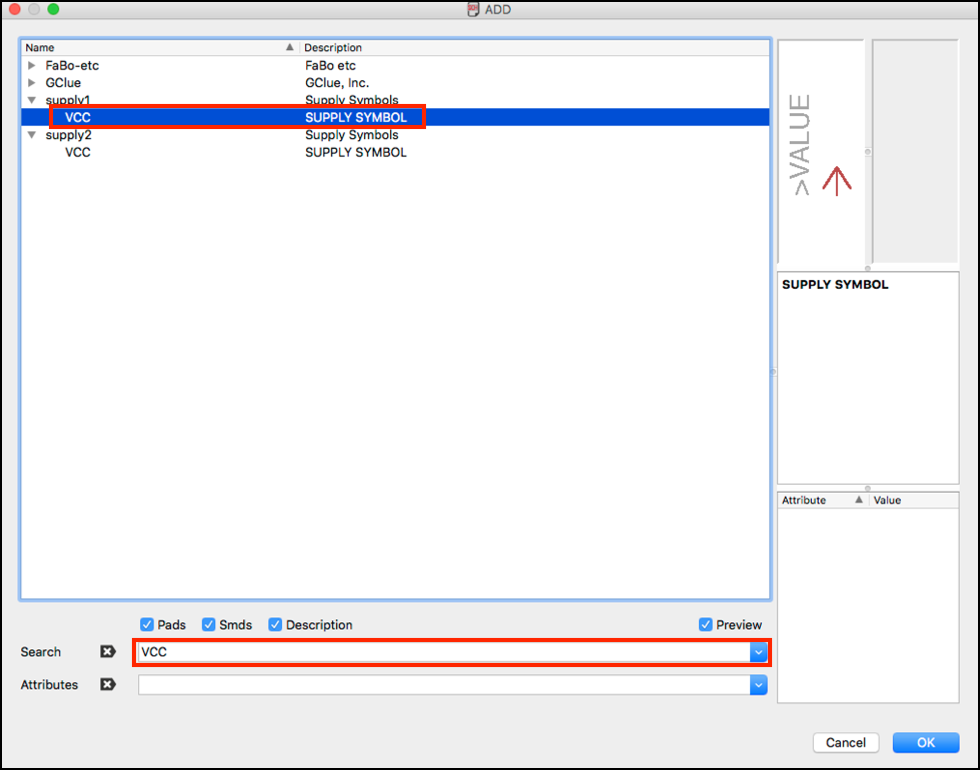 ADD
Name Description
FaBo-etc FaBo etc
GClue GClue, Inc.
supply1 Supply Symbols
VCC SUPPLY SYMBOL
supply2 Supply Symbols
VCC SUPPLY SYMBOL
>VALUE
SUPPLY SYMBOL
Attribute Value
Pads Smds Description Preview
Search VCC
Attributes
Cancel OK